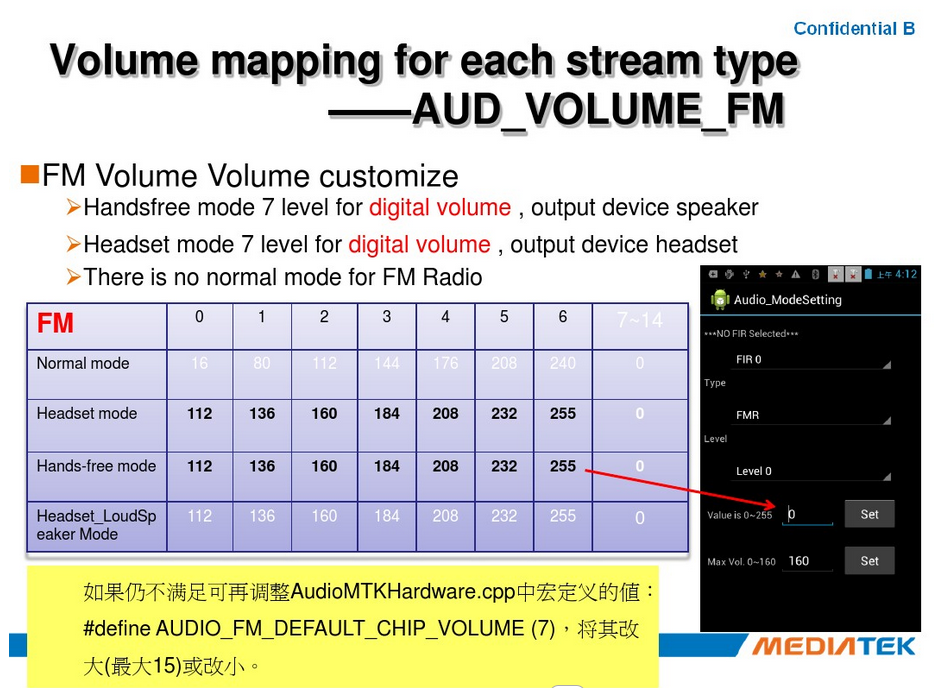 Confidential B
Volume mapping for each stream type
——AUD_VOLUME_FM
FM Volume Volume customize
Handsfree mode 7 level for digital volume , output device speaker
Headset mode 7 level for digital volume , output device headset
There is no normal mode for FM Radio
FM 0 1 2 3 4 5 6 7~14
Normal mode 16 80 112 144 176 208 240 0
Headset mode 112 136 160 184 208 232 255 0
Hands-free mode 112 136 160 184 208 232 255 0
Headset_LoudSp
eaker Mode 112 136 160 184 208 232 255 0
上午 4:12
Audio_ModeSetting
***NO FIR Selected***
FIR 0
Type
FMR
Level
Level 0
Value is 0~255 0 Set
Max Vol. 0~160 160 Set
如果仍不满足可再调整AudioMTKHardware.cpp中宏定义的值：
#define AUDIO_FM_DEFAULT_CHIP_VOLUME (7)，将其改
大(最大15)或改小。
MEDIATEK